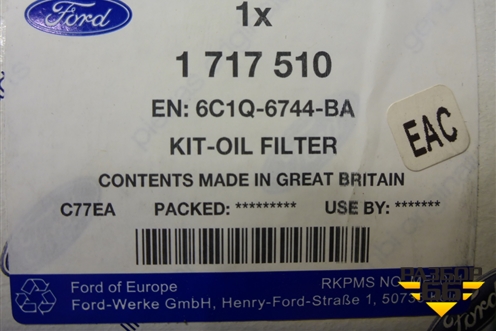 Ford
1x
1 717 510
EN: 6C1Q-6744-BA
KIT-OIL FILTER
EAC
CONTENTS MADE IN GREAT BRITAIN
C77EA PACKED: ********* USE BY: *******
Ford of Europe RKPMS NO
Ford-Werke GmbH, Henry-Ford-Straße 1,